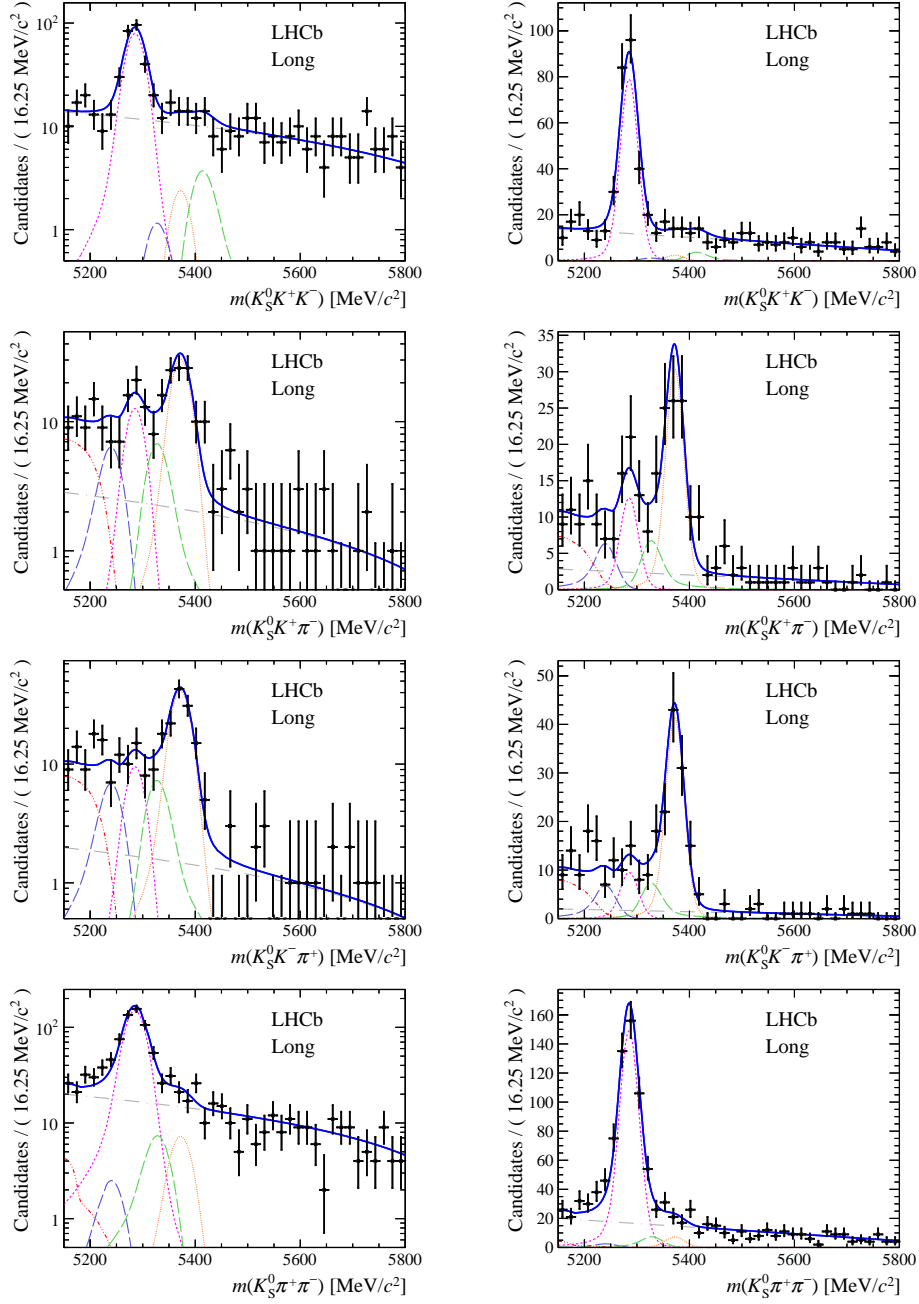 Candidates / ( 16.25 MeV/c² )
10²
10
1
LHCb
Long
5200 5400 5600 5800
m(K⁰_S K⁺K⁻) [MeV/c²]
Candidates / ( 16.25 MeV/c² )
100
80
60
40
20
0
LHCb
Long
5200 5400 5600 5800
m(K⁰_S K⁺K⁻) [MeV/c²]
Candidates / ( 16.25 MeV/c² )
10
1
LHCb
Long
5200 5400 5600 5800
m(K⁰_S K⁺π⁻) [MeV/c²]
Candidates / ( 16.25 MeV/c² )
35
30
25
20
15
10
5
0
LHCb
Long
5200 5400 5600 5800
m(K⁰_S K⁺π⁻) [MeV/c²]
Candidates / ( 16.25 MeV/c² )
10
1
LHCb
Long
5200 5400 5600 5800
m(K⁰_S K⁻π⁺) [MeV/c²]
Candidates / ( 16.25 MeV/c² )
50
40
30
20
10
0
LHCb
Long
5200 5400 5600 5800
m(K⁰_S K⁻π⁺) [MeV/c²]
Candidates / ( 16.25 MeV/c² )
10²
10
1
LHCb
Long
5200 5400 5600 5800
m(K⁰_S π⁺π⁻) [MeV/c²]
Candidates / ( 16.25 MeV/c² )
160
140
120
100
80
60
40
20
0
LHCb
Long
5200 5400 5600 5800
m(K⁰_S π⁺π⁻) [MeV/c²]